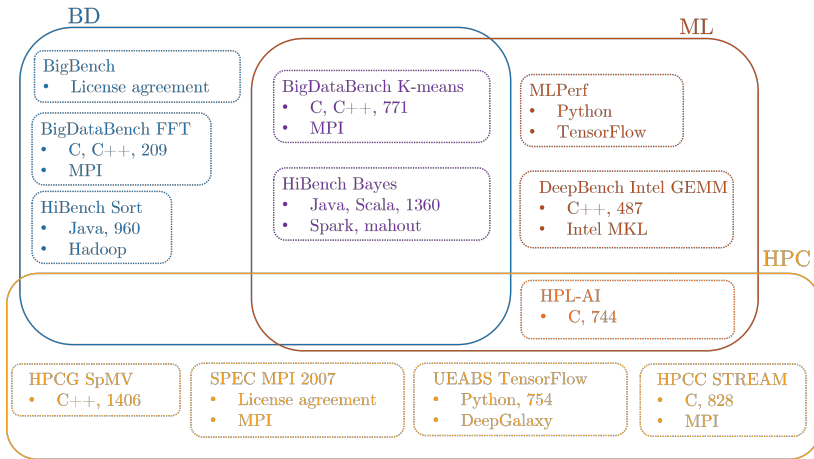 BD
ML
BigBench
• License agreement
BigDataBench FFT
• C, C++, 209
• MPI
HiBench Sort
• Java, 960
• Hadoop
BigDataBench K-means
• C, C++, 771
• MPI
HiBench Bayes
• Java, Scala, 1360
• Spark, mahout
MLPerf
• Python
• TensorFlow
DeepBench Intel GEMM
• C++, 487
• Intel MKL
HPC
HPL-AI
• C, 744
HPCG SpMV
• C++, 1406
SPEC MPI 2007
• License agreement
• MPI
UEABS TensorFlow
• Python, 754
• DeepGalaxy
HPCC STREAM
• C, 828
• MPI